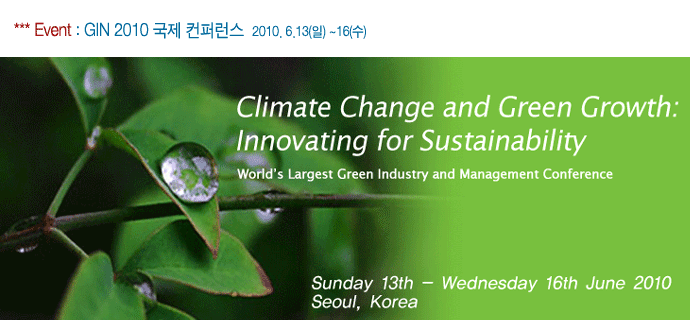 *** Event : GIN 2010 국제 컨퍼런스 2010. 6.13(일) ~16(수)
Climate Change and Green Growth:
Innovating for Sustainability
World's Largest Green Industry and Management Conference
Sunday 13th - Wednesday 16th June 2010
Seoul, Korea